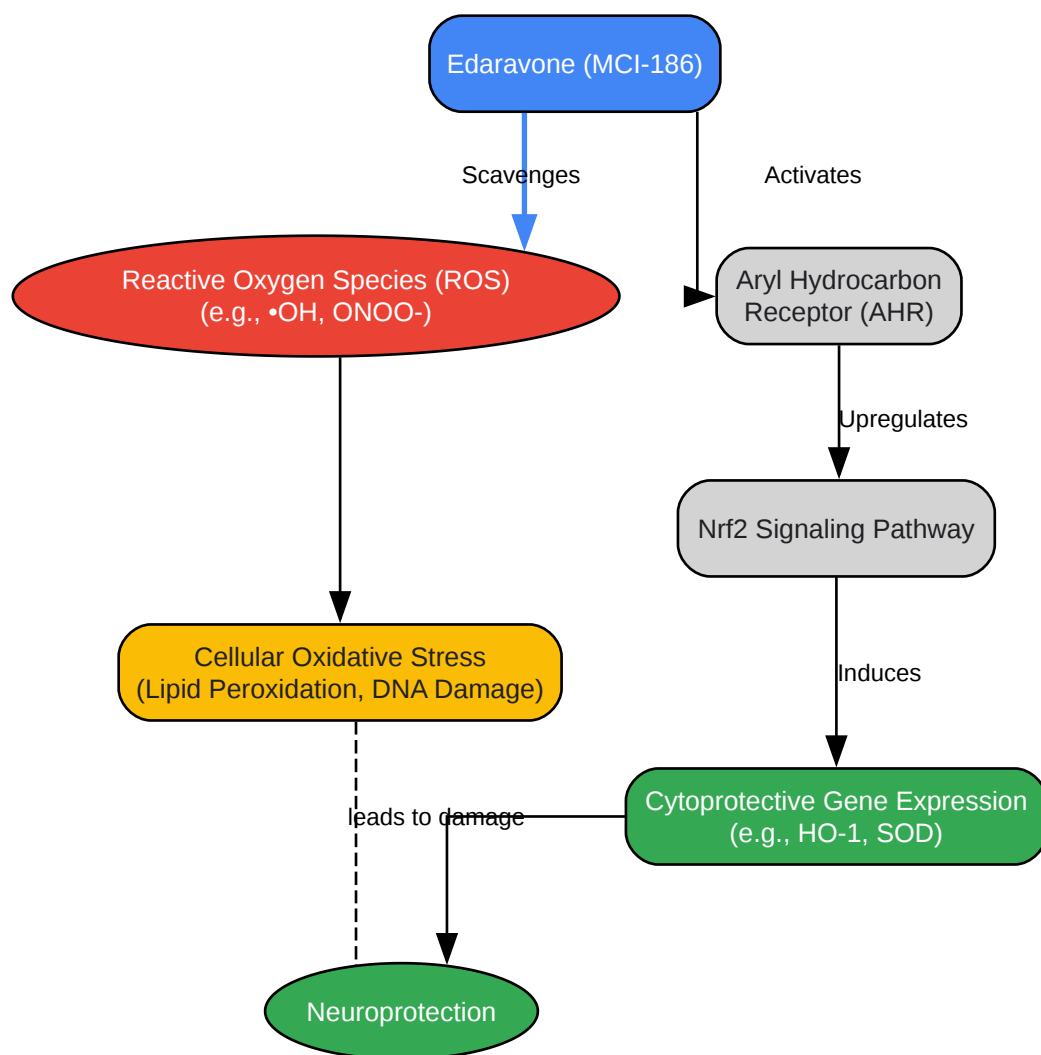 Edaravone (MCI-186)
Scavenges
Activates
Reactive Oxygen Species (ROS)
(e.g., •OH, ONOO-)
Aryl Hydrocarbon
Receptor (AHR)
Upregulates
Nrf2 Signaling Pathway
Cellular Oxidative Stress
(Lipid Peroxidation, DNA Damage)
Induces
Cytoprotective Gene Expression
(e.g., HO-1, SOD)
leads to damage
Neuroprotection